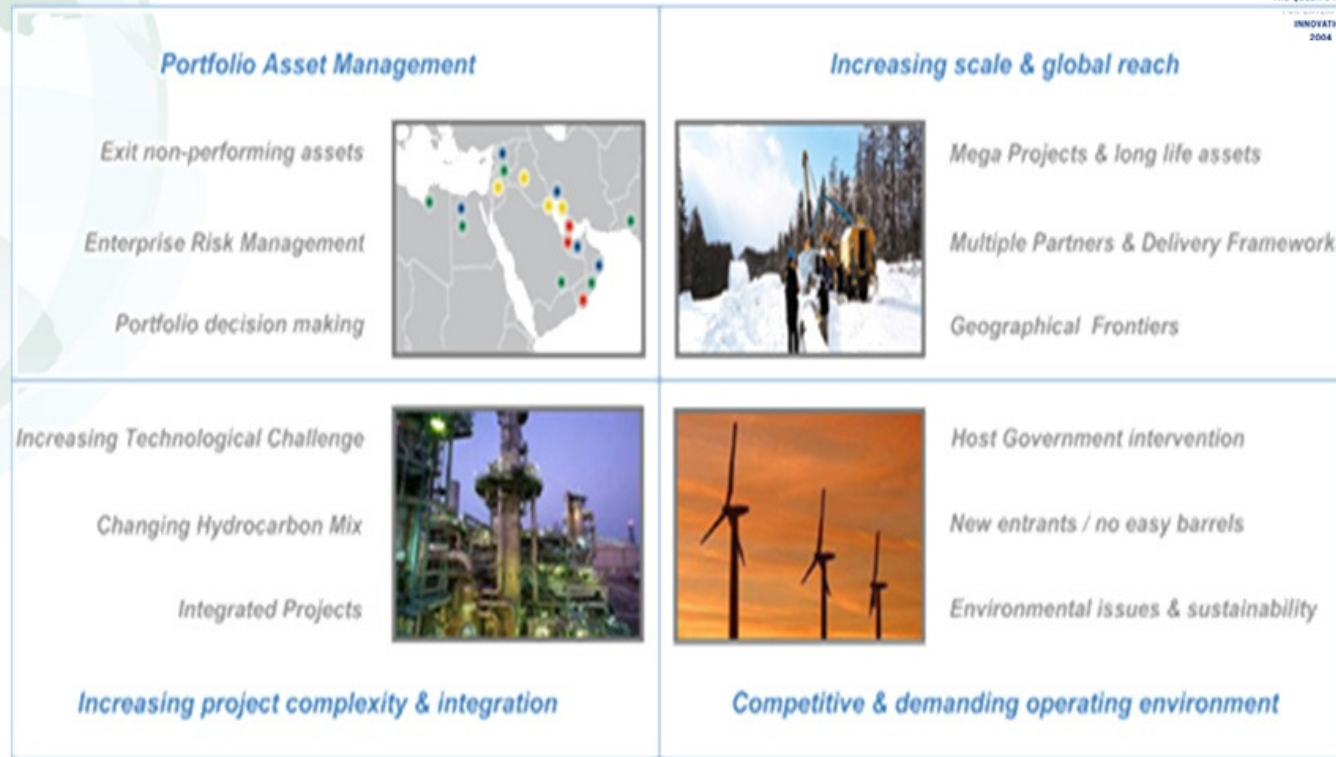 INNOVATI
2004
Portfolio Asset Management
Exit non-performing assets
Enterprise Risk Management
Portfolio decision making
Increasing scale & global reach
Mega Projects & long life assets
Multiple Partners & Delivery Framework
Geographical Frontiers
Increasing Technological Challenge
Changing Hydrocarbon Mix
Integrated Projects
Increasing project complexity & integration
Host Government intervention
New entrants / no easy barrels
Environmental issues & sustainability
Competitive & demanding operating environment